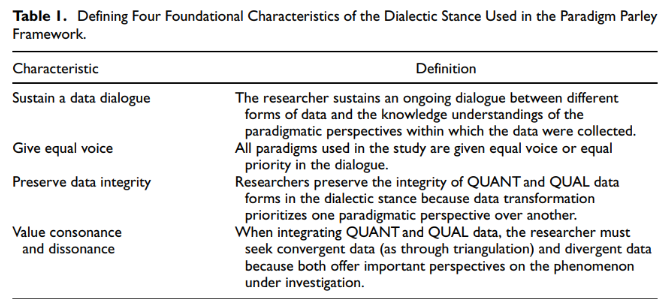 Table 1. Defining Four Foundational Characteristics of the Dialectic Stance Used in the Paradigm Parley
Framework.
Characteristic Definition
Sustain a data dialogue The researcher sustains an ongoing dialogue between different
forms of data and the knowledge understandings of the
paradigmatic perspectives within which the data were collected.
Give equal voice All paradigms used in the study are given equal voice or equal
priority in the dialogue.
Preserve data integrity Researchers preserve the integrity of QUANT and QUAL data
forms in the dialectic stance because data transformation
prioritizes one paradigmatic perspective over another.
Value consonance When integrating QUANT and QUAL data, the researcher must
and dissonance seek convergent data (as through triangulation) and divergent data
because both offer important perspectives on the phenomenon
under investigation.